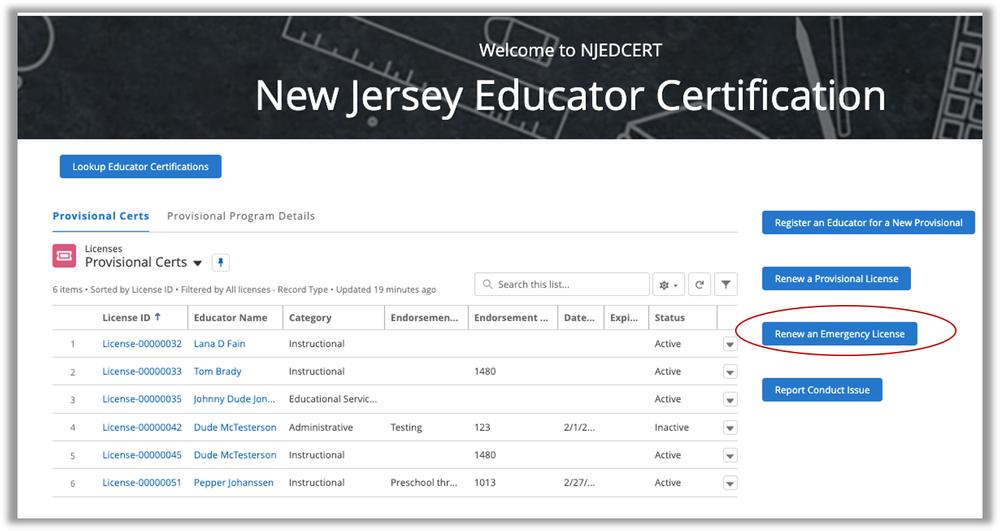 Welcome to NJEDCERT
New Jersey Educator Certification
Lookup Educator Certifications
Provisional Certs Provisional Program Details
Licenses
Provisional Certs
6 items • Sorted by License ID • Filtered by All licenses - Record Type • Updated 19 minutes ago
Search this list...
License ID Educator Name Category Endorsemen... Endorsement ... Date... Expi... Status
1 License-00000032 Lana D Fain Instructional Active
2 License-00000033 Tom Brady Instructional 1480 Active
3 License-00000035 Johnny Dude Jon... Educational Servic... Active
4 License-00000042 Dude McTesterson Administrative Testing 123 2/1/2... Inactive
5 License-00000045 Dude McTesterson Instructional 1480 Active
6 License-00000051 Pepper Johanssen Instructional Preschool thr... 1013 2/27/... Active
Register an Educator for a New Provisional
Renew a Provisional License
Renew an Emergency License
Report Conduct Issue